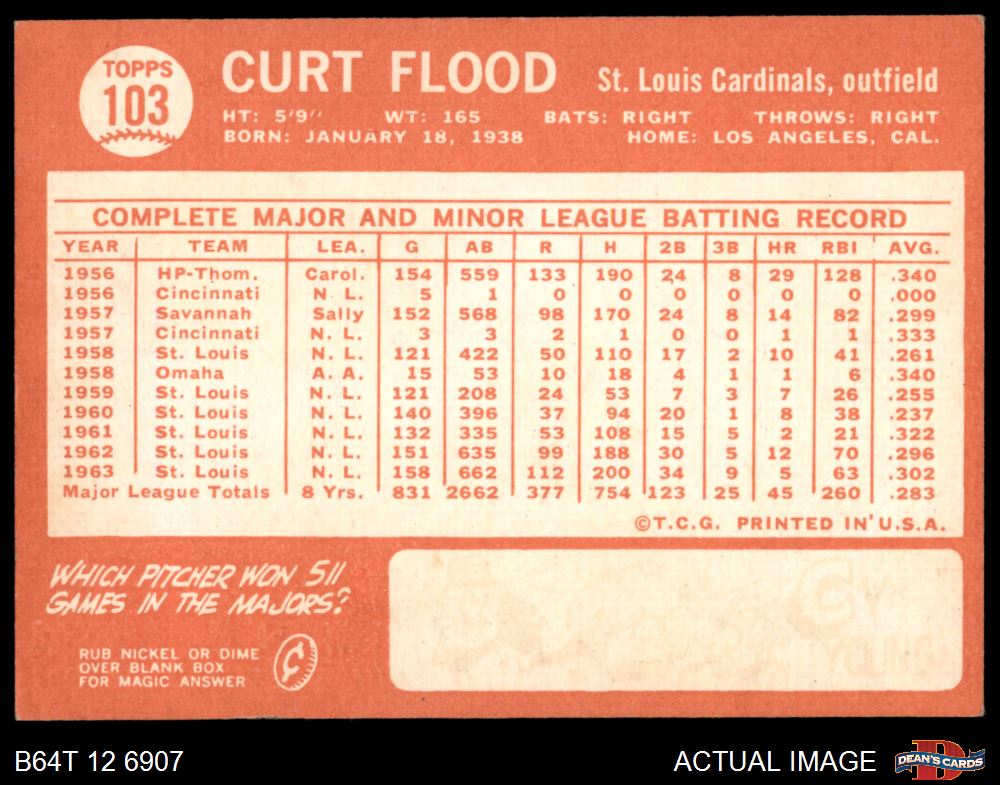 TOPPS
103
CURT FLOOD St. Louis Cardinals, outfield
HT: 5'9" WT: 165 BATS: RIGHT THROWS: RIGHT
BORN: JANUARY 18, 1938 HOME: LOS ANGELES, CAL.
COMPLETE MAJOR AND MINOR LEAGUE BATTING RECORD
YEAR TEAM LEA. G AB R H 2B 3B HR RBI AVG.
1956 HP-Thom. Carol. 154 559 133 190 24 8 29 128 .340
1956 Cincinnati N. L. 5 1 0 0 0 0 0 0 .000
1957 Savannah Sally 152 568 98 170 24 8 14 82 .299
1957 Cincinnati N. L. 3 3 2 1 0 0 1 1 .333
1958 St. Louis N. L. 121 422 50 110 17 2 10 41 .261
1958 Omaha A. A. 15 53 10 18 4 1 1 6 .340
1959 St. Louis N. L. 121 208 24 53 7 3 7 26 .255
1960 St. Louis N. L. 140 396 37 94 20 1 8 38 .237
1961 St. Louis N. L. 132 335 53 108 15 5 2 21 .322
1962 St. Louis N. L. 151 635 99 188 30 5 12 70 .296
1963 St. Louis N. L. 158 662 112 200 34 9 5 63 .302
Major League Totals 8 Yrs. 831 2662 377 754 123 25 45 260 .283
©T.C.G. PRINTED IN U.S.A.
WHICH PITCHER WON 511
GAMES IN THE MAJORS?
CY
YOUNG
RUB NICKEL OR DIME
OVER BLANK BOX
FOR MAGIC ANSWER
¢
B64T 12 6907 ACTUAL IMAGE DEAN'S CARDS